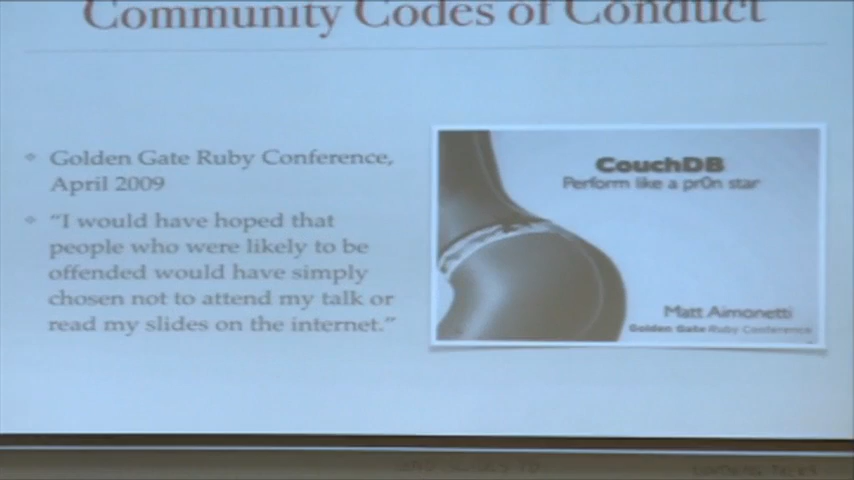 Community Codes of Conduct
Golden Gate Ruby Conference,
April 2009
“I would have hoped that
people who were likely to be
offended would have simply
chosen not to attend my talk or
read my slides on the internet.”
CouchDB
Perform like a pr0n star
Matt Aimonetti
Golden Gate Ruby Conference